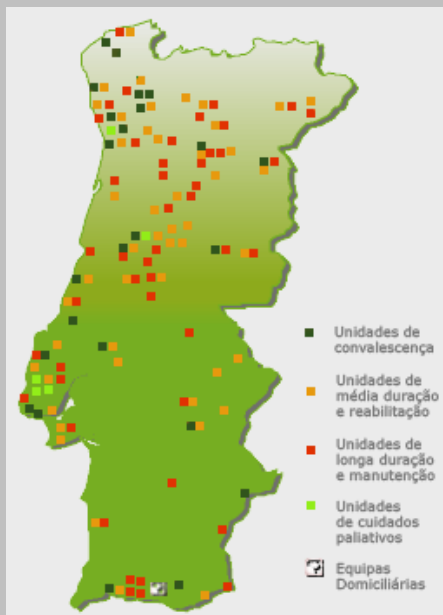 Unidades de
convalescença
Unidades de
média duração
e reabilitação
Unidades de
longa duração
e manutenção
Unidades
de cuidados
paliativos
Equipas
Domiciliárias